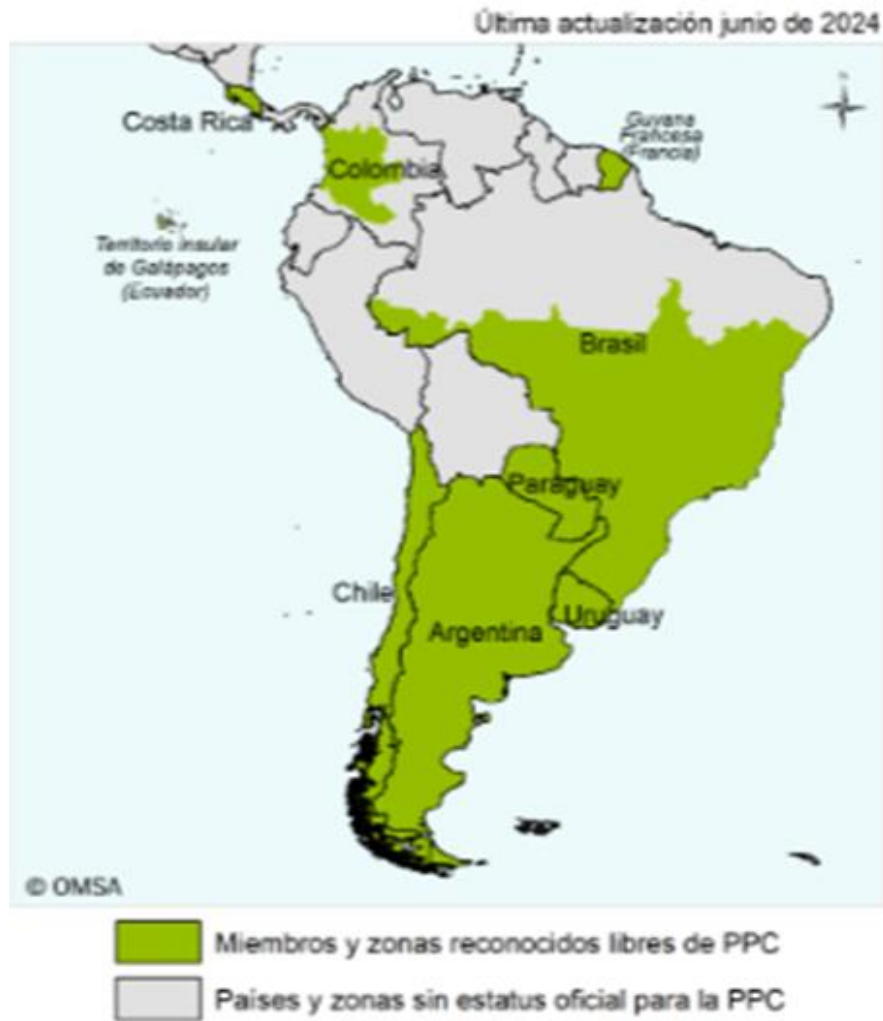 Última actualización junio de 2024
Costa Rica
Guyana
Francesa
(Francia)
Colombia
Territorio insular
de Galápagos
(Ecuador)
Brasil
Paraguay
Chile
Uruguay
Argentina
© OMSA
Miembros y zonas reconocidos libres de PPC
Países y zonas sin estatus oficial para la PPC